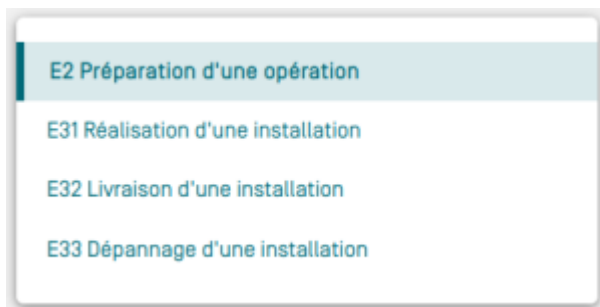 E2 Préparation d'une opération
E31 Réalisation d'une installation
E32 Livraison d'une installation
E33 Dépannage d'une installation